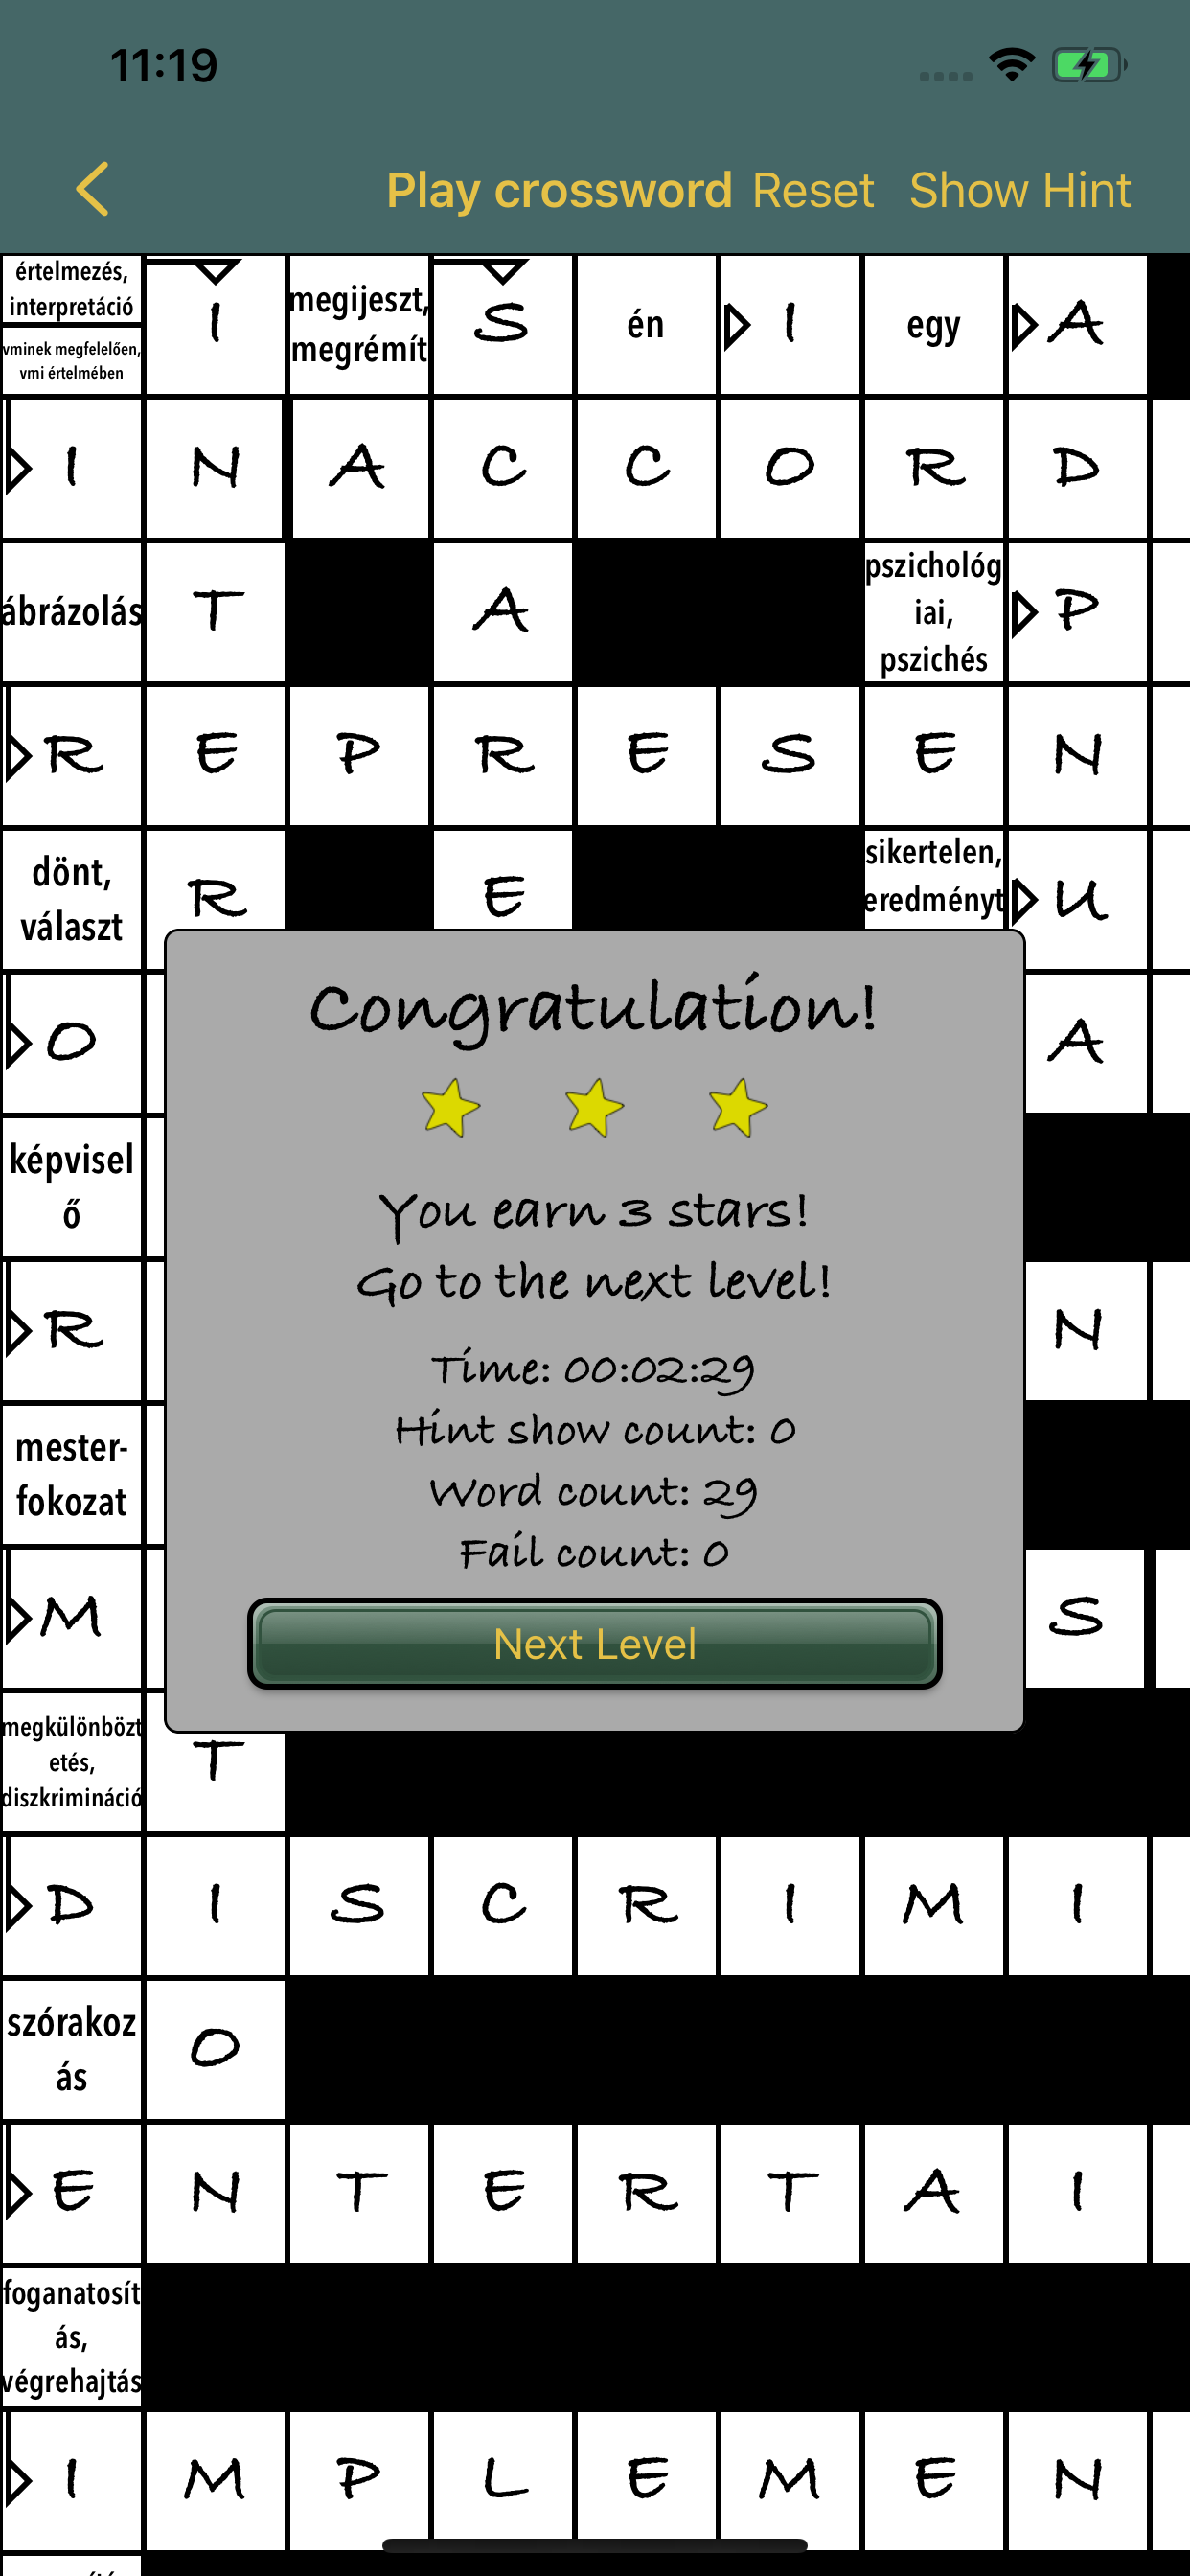 11:19
Play crossword Reset Show Hint
értelmezés,
interpretáció
vminek megfelelően,
vmi értelmében
I
megijeszt,
megrémít
S
én
I
egy
A
I N A C C O R D
ábrázolás
T
A
pszichológ
iai,
pszichés
P
R E P R E S E N
dönt,
választ
R
E
sikertelen,
eredményt
U
O
A
képvisel
ő
R
N
mester-
fokozat
M
S
Congratulation!
You earn 3 stars!
Go to the next level!
Time: 00:02:29
Hint show count: 0
Word count: 29
Fail count: 0
Next Level
megkülönbözt
etés,
diszkrimináció
T
D I S C R I M I
szórakoz
ás
O
E N T E R T A I
foganatosít
ás,
végrehajtás
I M P L E M E N